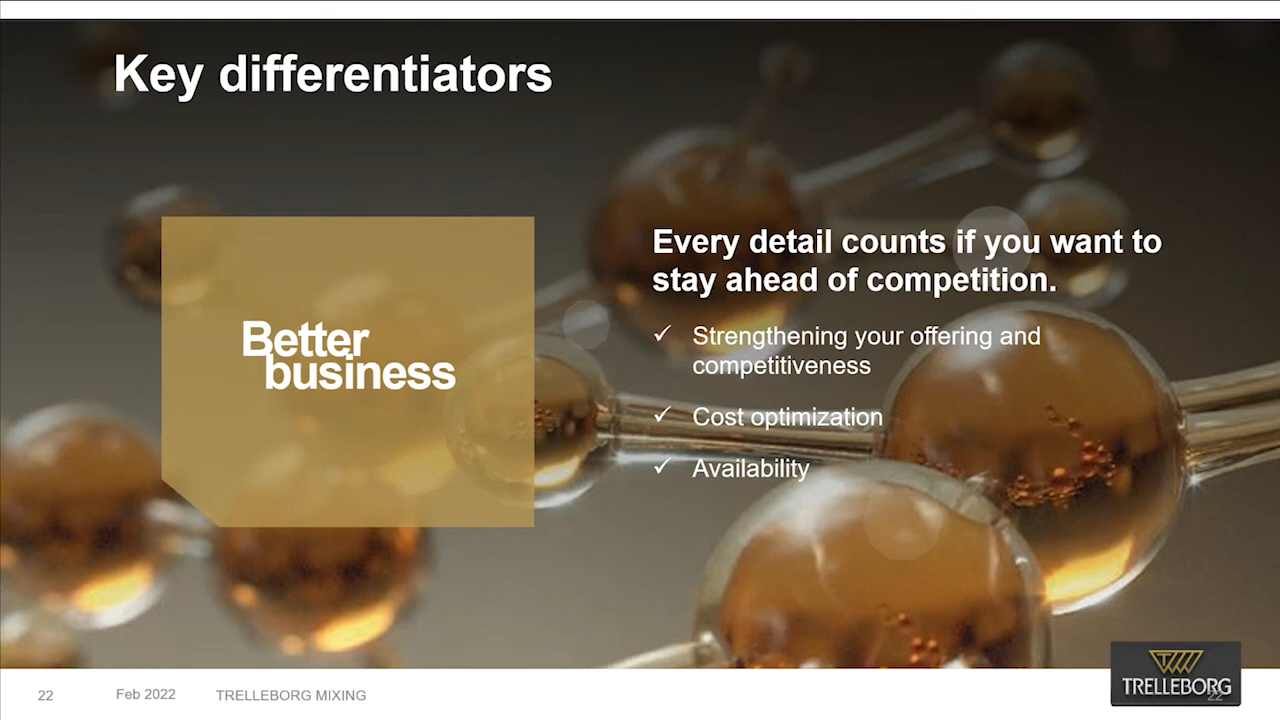 Key differentiators
Better
business
Every detail counts if you want to
stay ahead of competition.
✓ Strengthening your offering and
competitiveness
✓ Cost optimization
✓ Availability
22
Feb 2022
TRELLEBORG MIXING
TRELLEBORG
22